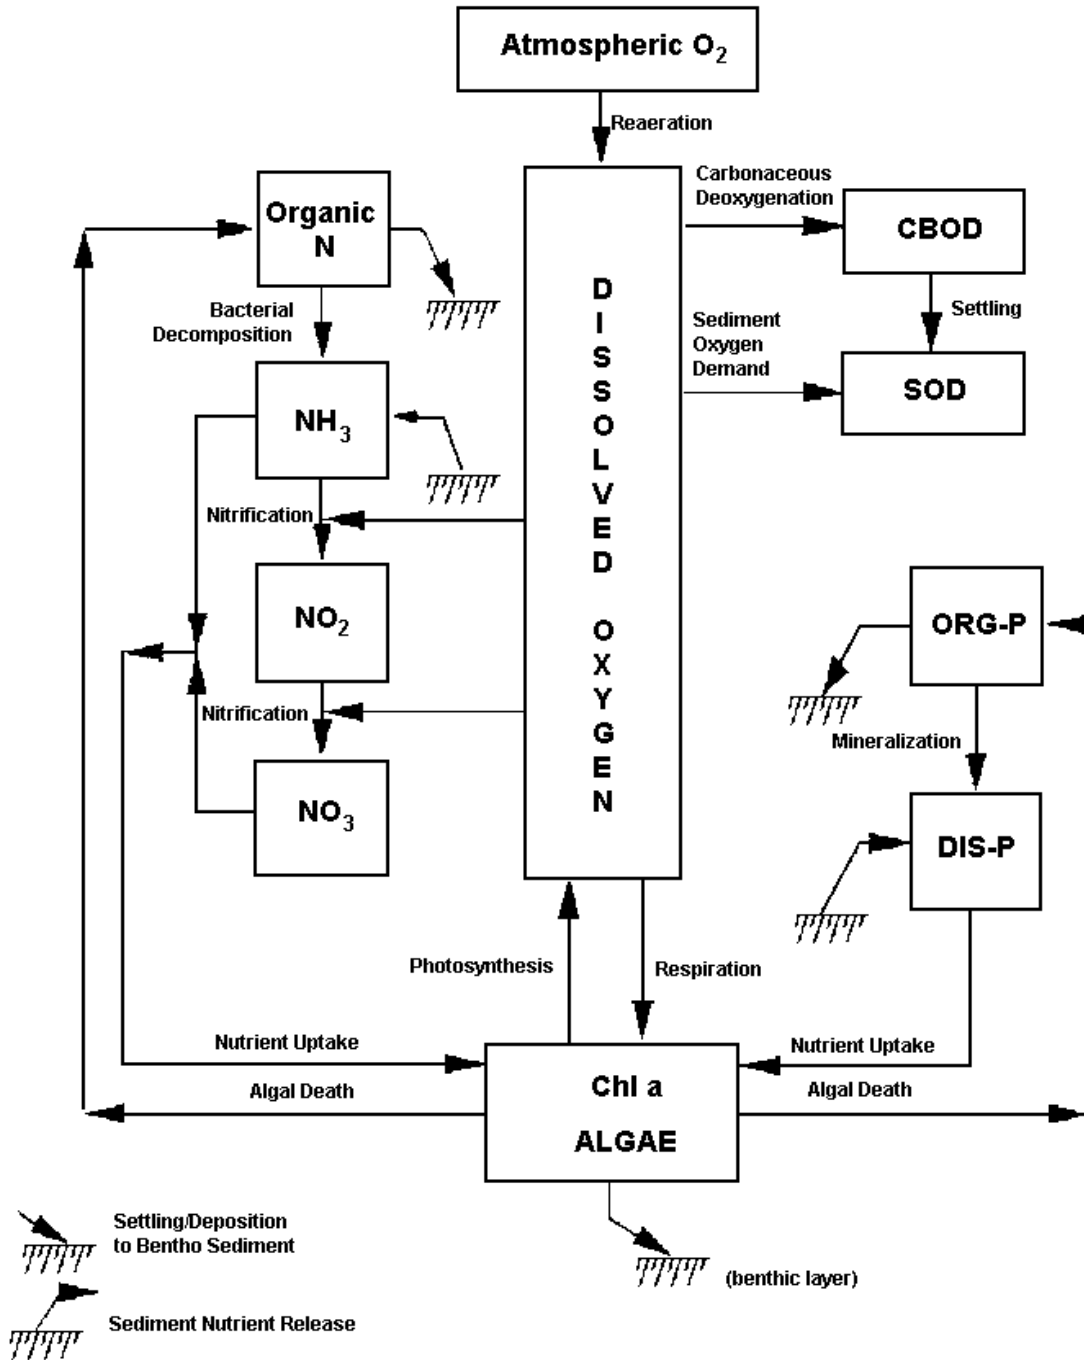 Atmospheric O₂
Reaeration
Carbonaceous
Deoxygenation
CBOD
Settling
Sediment
Oxygen
Demand
SOD
Organic
N
Bacterial
Decomposition
NH₃
Nitrification
NO₂
Nitrification
NO₃
DISSOLVED OXYGEN
ORG-P
Mineralization
DIS-P
Photosynthesis
Respiration
Nutrient Uptake
Nutrient Uptake
Algal Death
Algal Death
Chl a
ALGAE
Settling/Deposition
to Bentho Sediment
(benthic layer)
Sediment Nutrient Release